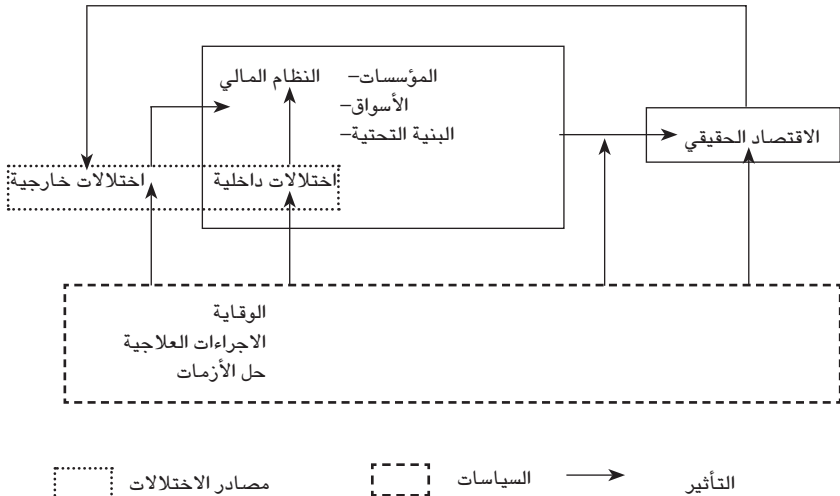 النظام المالي
–المؤسسات
–الأسواق
–البنية التحتية
الاقتصاد الحقيقي
اختلالات داخلية
اختلالات خارجية
الوقاية
الاجراءات العلاجية
حل الأزمات
التأثير
السياسات
مصادر الاختلالات